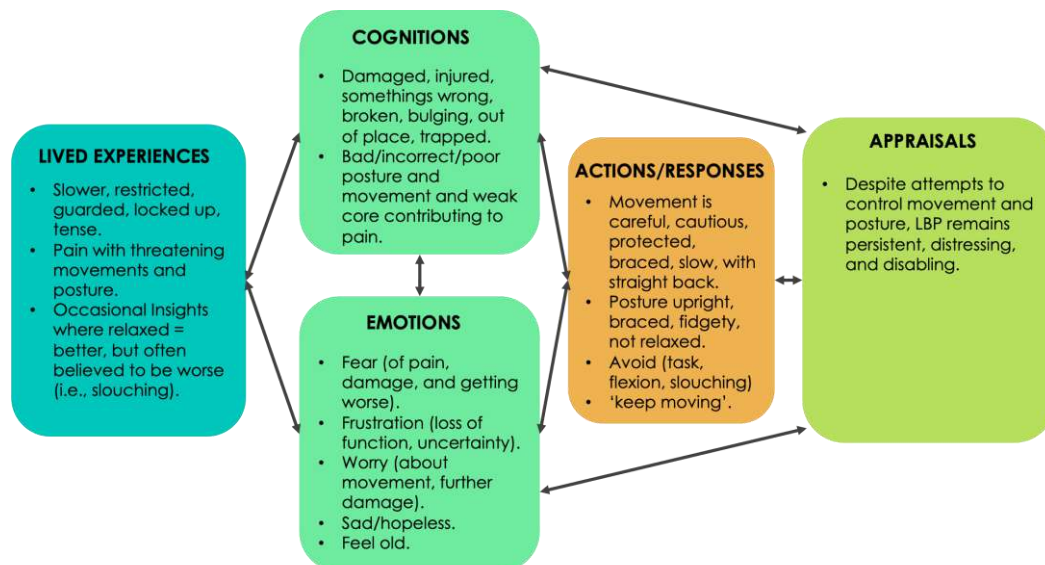 LIVED EXPERIENCES
• Slower, restricted,
guarded, locked up,
tense.
• Pain with threatening
movements and
posture.
• Occasional Insights
where relaxed =
better, but often
believed to be worse
(i.e., slouching).
COGNITIONS
• Damaged, injured,
somethings wrong,
broken, bulging, out
of place, trapped.
• Bad/incorrect/poor
posture and
movement and weak
core contributing to
pain.
EMOTIONS
• Fear (of pain,
damage, and getting
worse).
• Frustration (loss of
function, uncertainty).
• Worry (about
movement, further
damage).
• Sad/hopeless.
• Feel old.
ACTIONS/RESPONSES
• Movement is
careful, cautious,
protected,
braced, slow, with
straight back.
• Posture upright,
braced, fidgety,
not relaxed.
• Avoid (task,
flexion, slouching)
• ‘keep moving’.
APPRAISALS
• Despite attempts to
control movement and
posture, LBP remains
persistent, distressing,
and disabling.